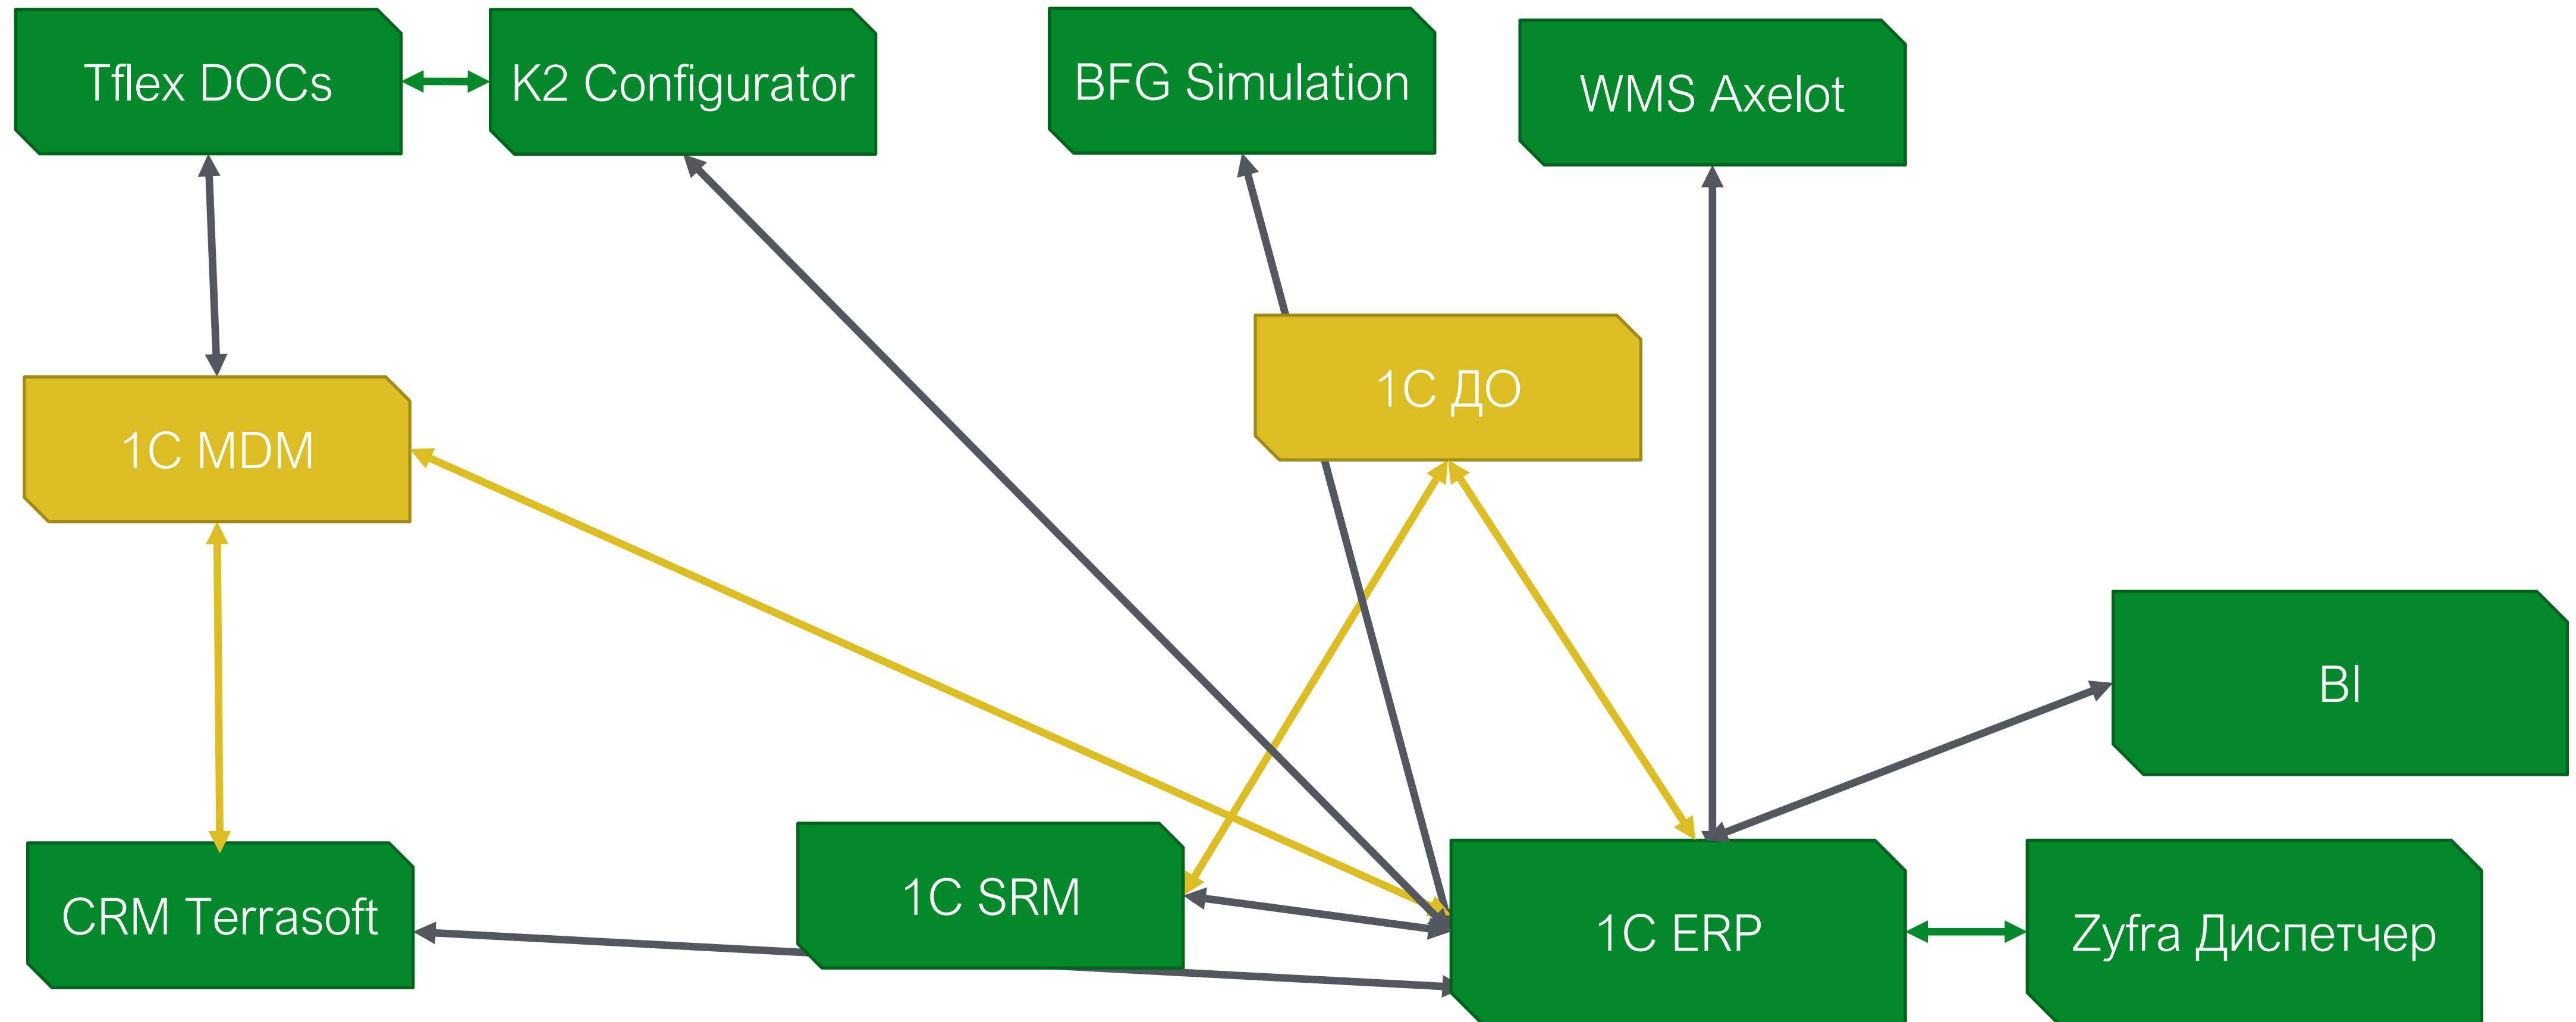 Tflex DOCs
K2 Configurator
BFG Simulation
WMS Axelot
1С ДО
1C MDM
BI
1C SRM
CRM Terrasoft
1C ERP
Zyfra Диспетчер